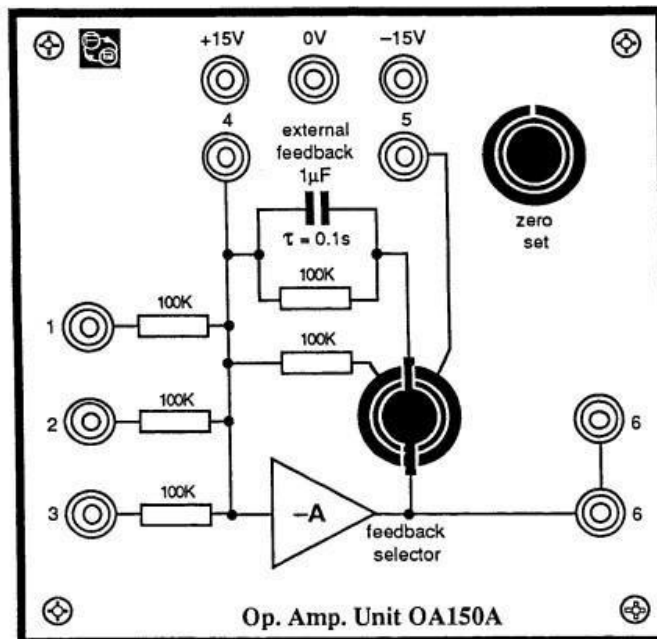 +15V 0V −15V
4 external 5
feedback
1µF
zero
set
τ = 0.1s
100K
100K
1
100K
100K
2
6
100K
3
−A
6
feedback
selector
Op. Amp. Unit OA150A